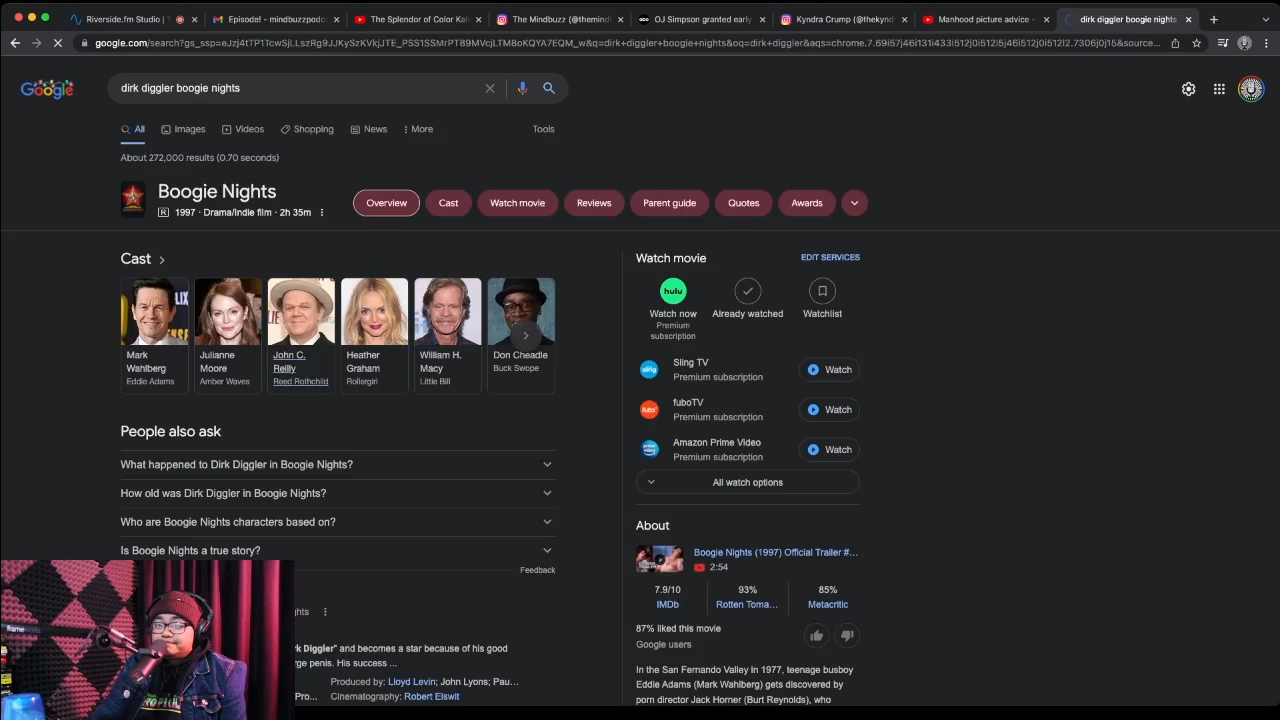 Riverside.fm Studio |
Episode! - mindbuzzpodc
The Splendor of Color Kale
The Mindbuzz (@themind
OJ Simpson granted early
Kyndra Crump (@thekynd
Manhood picture advice -
dirk diggler boogie nights
Google
dirk diggler boogie nights
All
Images
Videos
Shopping
News
More
Tools
About 272,000 results (0.70 seconds)
Boogie Nights
R 1997 · Drama/Indie film · 2h 35m
Overview
Cast
Watch movie
Reviews
Parent guide
Quotes
Awards
Cast
Mark Wahlberg
Eddie Adams
Julianne Moore
Amber Waves
John C. Reilly
Reed Rothchild
Heather Graham
Rollergirl
William H. Macy
Little Bill
Don Cheadle
Buck Swope
People also ask
What happened to Dirk Diggler in Boogie Nights?
How old was Dirk Diggler in Boogie Nights?
Who are Boogie Nights characters based on?
Is Boogie Nights a true story?
Feedback
ghts
rk Diggler" and becomes a star because of his good
rge penis. His success ...
Produced by: Lloyd Levin; John Lyons; Pau...
Pro...
Cinematography: Robert Elswit
Watch movie
EDIT SERVICES
hulu
Watch now
Premium subscription
Already watched
Watchlist
sling
Sling TV
Premium subscription
Watch
fubo
fuboTV
Premium subscription
Watch
prime video
Amazon Prime Video
Premium subscription
Watch
All watch options
About
Boogie Nights (1997) Official Trailer #...
2:54
7.9/10
IMDb
93%
Rotten Toma...
85%
Metacritic
87% liked this movie
Google users
In the San Fernando Valley in 1977, teenage busboy
Eddie Adams (Mark Wahlberg) gets discovered by
porn director Jack Horner (Burt Reynolds), who
frame